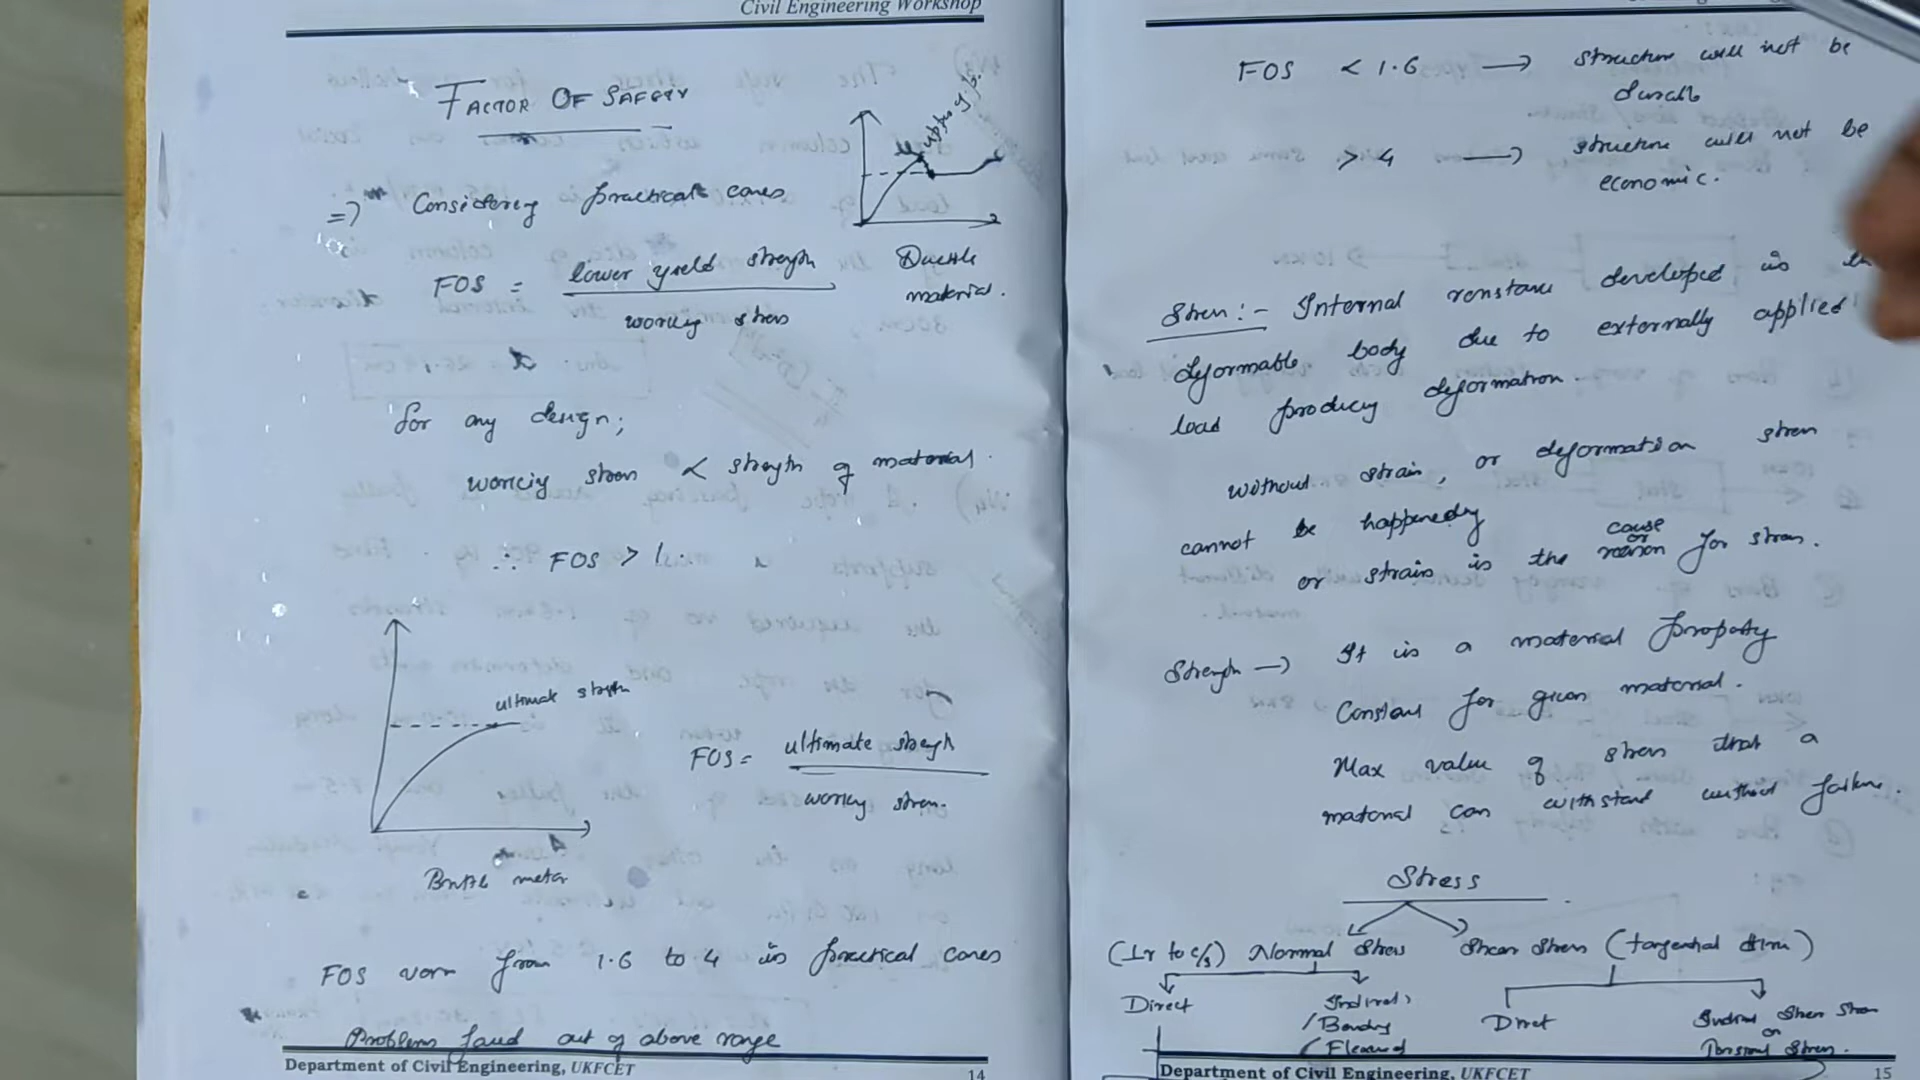 Civil Engineering Workshop
FACTOR OF SAFETY
=> Considering practical cases
FOS = lower yield strength
working stress
Ductile
material.
for any design;
working stress < strength of material.
∴ FOS > 1.
ultimate strength
FOS = ultimate strength
working stress.
Brittle
FOS vary from 1.6 to 4 in practical cases
Problems faced out of above range
Department of Civil Engineering, UKFCET
14
FOS < 1.6 → structure will not be
durable
> 4 → structure will not be
economic.
Stress :- Internal resistance developed in
deformable body due to externally applied
load producing deformation.
without strain, or deformation stress
cannot be happened
cause
or
or strain is the reason for stress.
Strength → It is a material property
Constant for given material.
Max value of stress that a
material can withstand without failure.
Stress
(⊥r to c/s) Normal stress Shear stress (tangential stress)
Direct
Indirect
/ Bending
/ Flexural
Direct
Indirect shear stress
or
Torsional stress.
Department of Civil Engineering, UKFCET
15